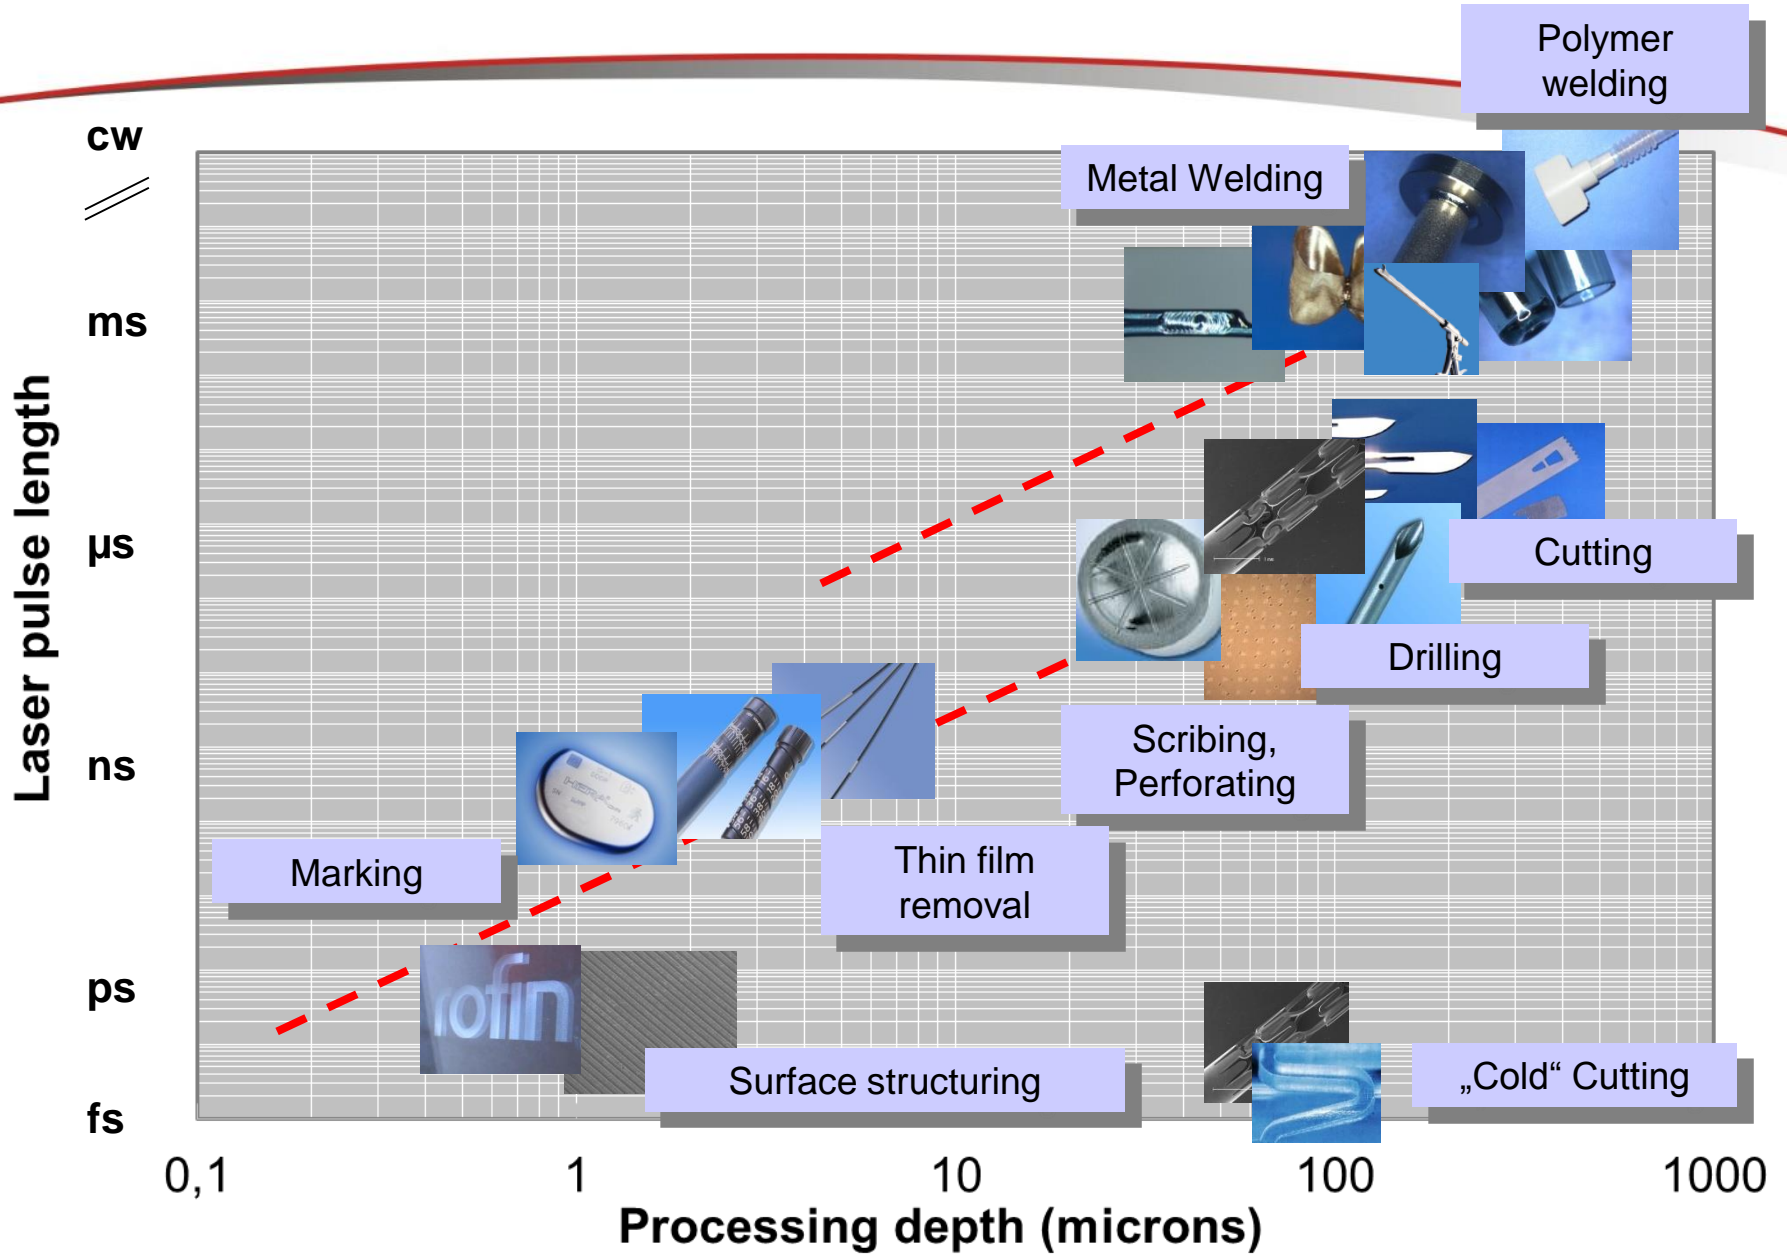 Polymer
welding
cw
Metal Welding
ms
Laser pulse length
µs
Cutting
Drilling
ns
Scribing,
Perforating
Marking
Thin film
removal
rofin
ps
Surface structuring
„Cold“ Cutting
fs
0,1
1
10
100
1000
Processing depth (microns)